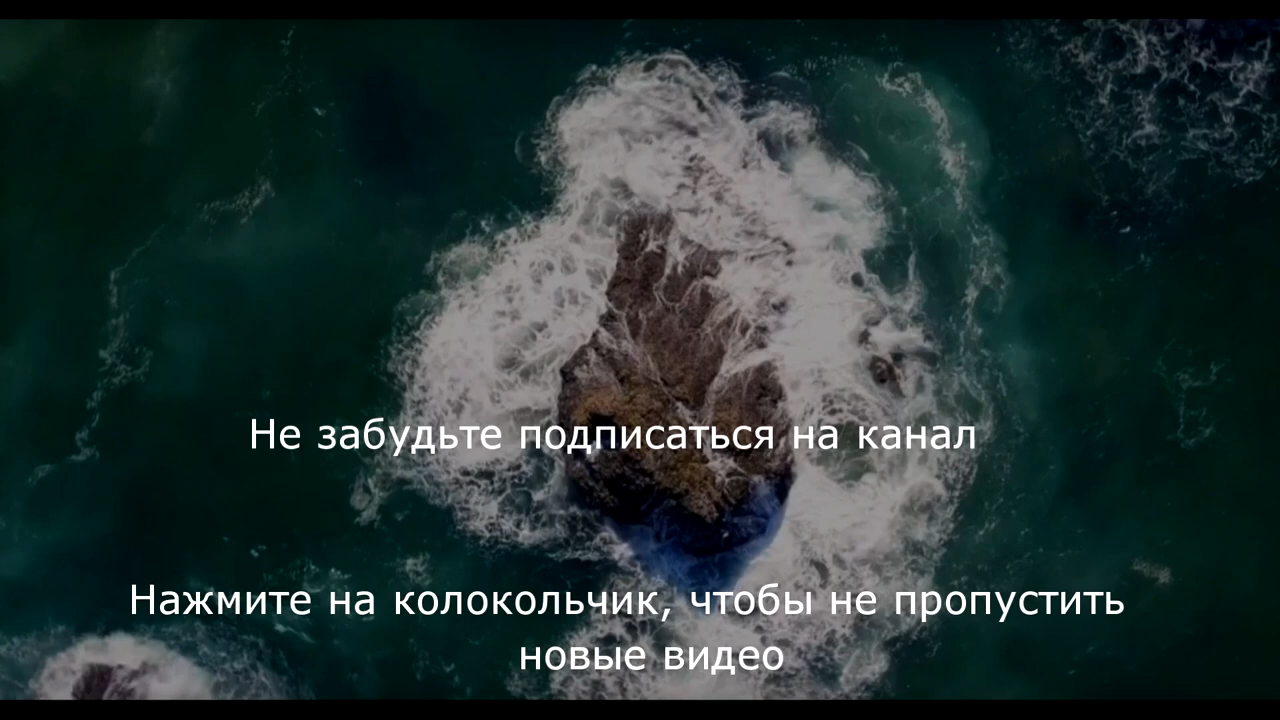 Не забудьте подписаться на канал
Нажмите на колокольчик, чтобы не пропустить
новые видео